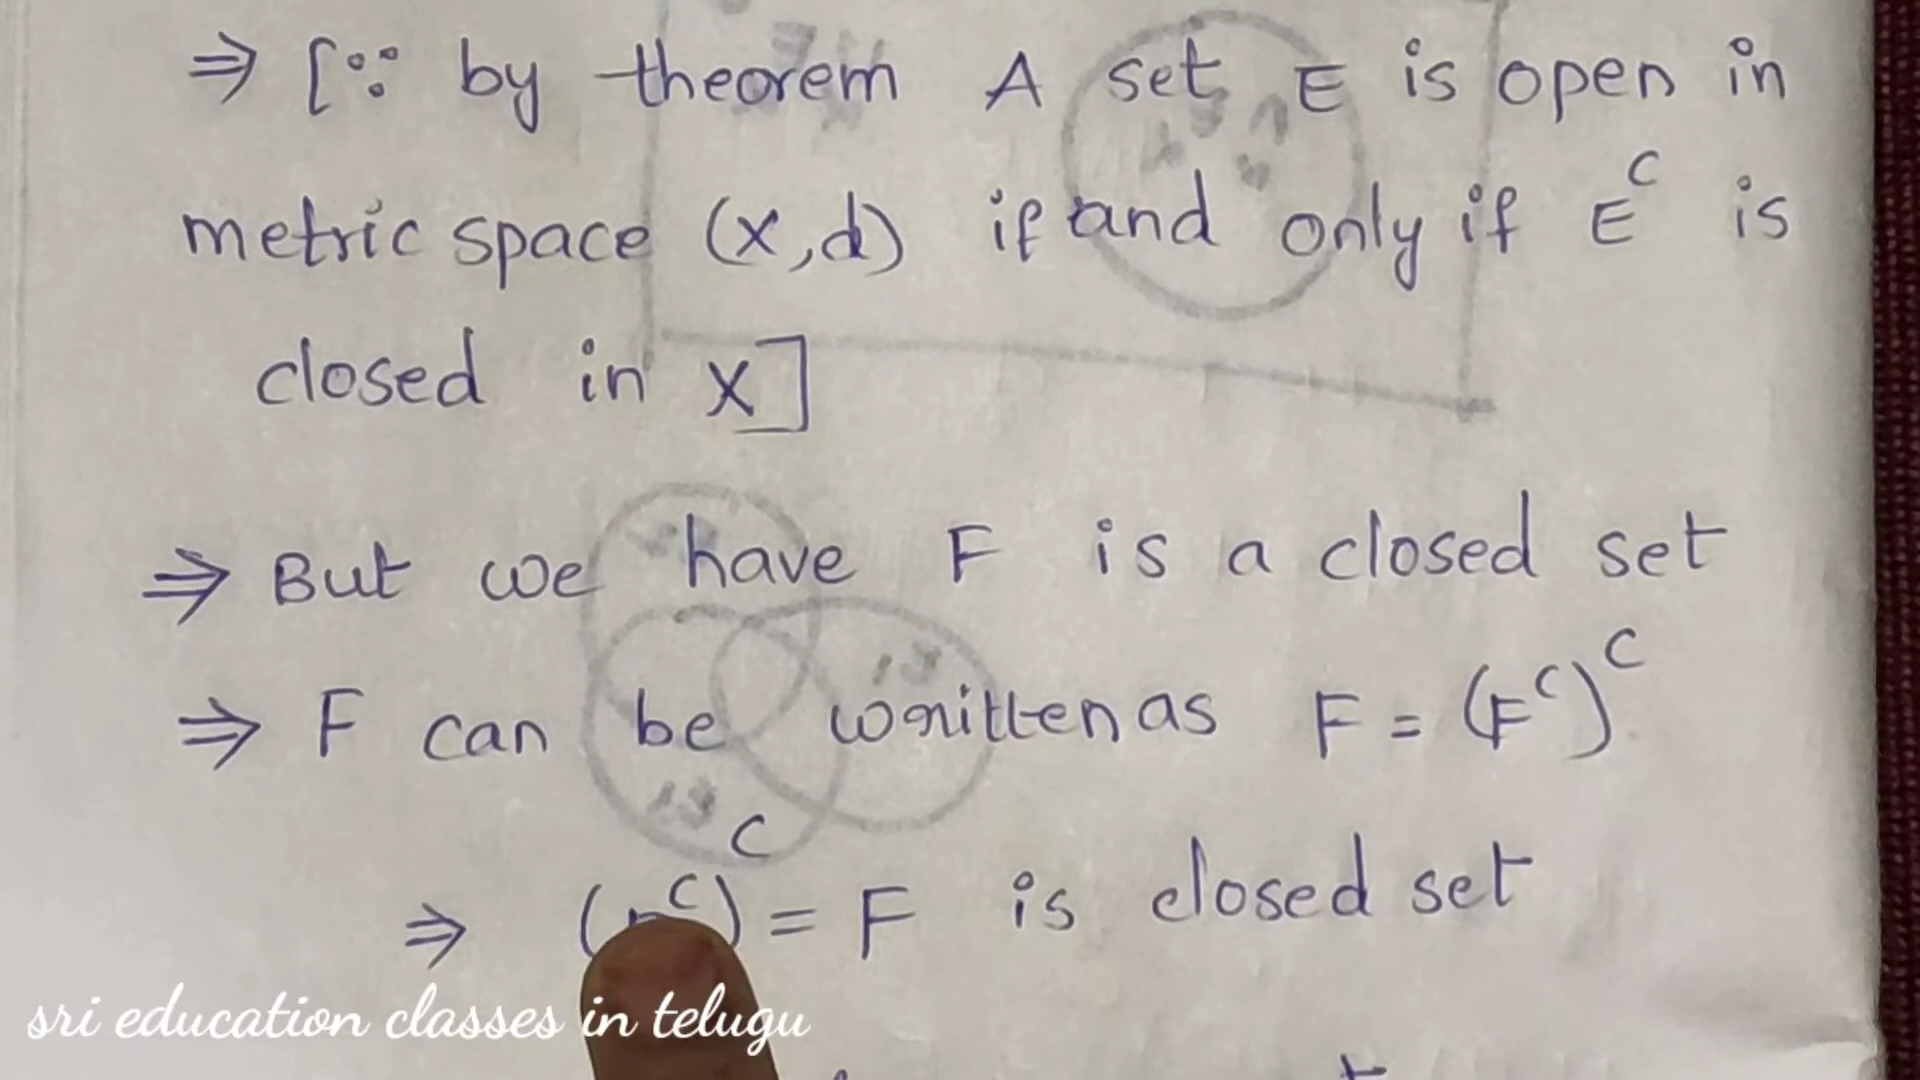 ⇒ [∵ by theorem A set E is open in
metric space (X,d) if and only if E^C is
closed in X]
⇒ But we have F is a closed set
⇒ F can be written as F = (F^C)^C
⇒ (F^C)^C = F is closed set
sri education classes in telugu